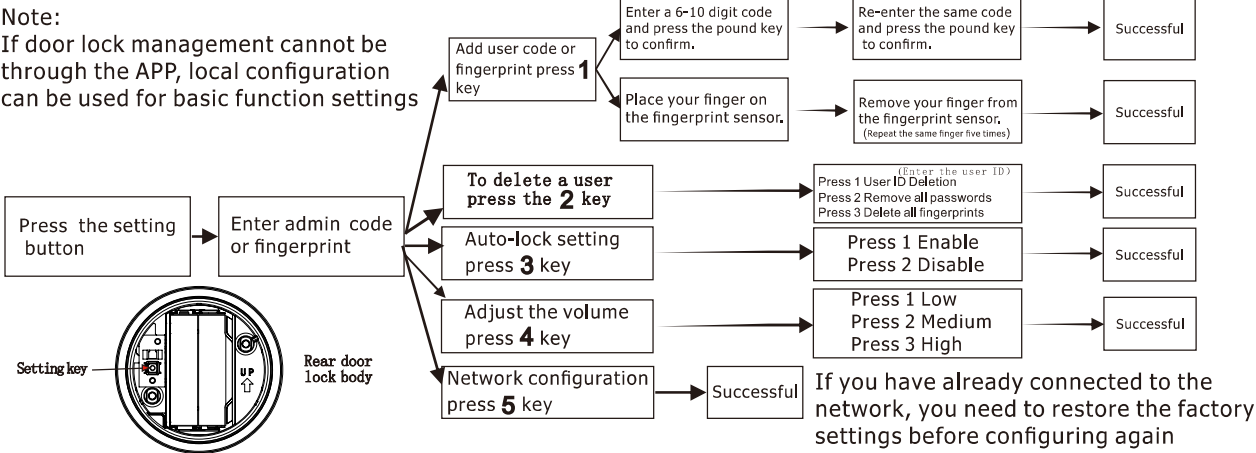 Note:
If door lock management cannot be
through the APP, local configuration
can be used for basic function settings
Press the setting
button
Enter admin code
or fingerprint
Add user code or
fingerprint press 1
key
Enter a 6-10 digit code
and press the pound key
to confirm.
Re-enter the same code
and press the pound key
to confirm.
Successful
Place your finger on
the fingerprint sensor.
Remove your finger from
the fingerprint sensor.
(Repeat the same finger five times)
Successful
To delete a user
press the 2 key
(Enter the user ID)
Press 1 User ID Deletion
Press 2 Remove all passwords
Press 3 Delete all fingerprints
Successful
Auto-lock setting
press 3 key
Press 1 Enable
Press 2 Disable
Successful
Adjust the volume
press 4 key
Press 1 Low
Press 2 Medium
Press 3 High
Successful
Network configuration
press 5 key
Successful
If you have already connected to the
network, you need to restore the factory
settings before configuring again
Setting key
UP
Rear door
lock body